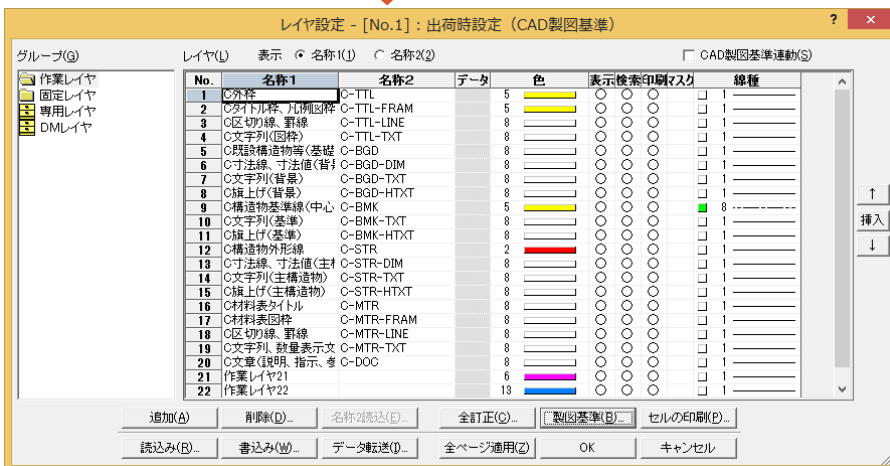 レイヤ設定 - [No.1] : 出荷時設定（CAD製図基準） ? ×
グループ(G) レイヤ(L) 表示 名称1(1) 名称2(2) CAD製図基準連動(S)
作業レイヤ
固定レイヤ
専用レイヤ
DMレイヤ
No. 名称1 名称2 データ 色 表示 検索 印刷 マスク 線種
1 C外枠 C-TTL 5 1
2 Cタイトル枠、凡例図枠 C-TTL-FRAM 5 1
3 C区切り線、罫線 C-TTL-LINE 8 1
4 C文字列(図枠) C-TTL-TXT 8 1
5 C既設構造物等(基礎 C-BGD 8 1
6 C寸法線、寸法値(背景 C-BGD-DIM 8 1
7 C文字列(背景) C-BGD-TXT 8 1
8 C旗上げ(背景) C-BGD-HTXT 8 1
9 C構造物基準線(中心 C-BMK 5 8
10 C文字列(基準) C-BMK-TXT 8 1
11 C旗上げ(基準) C-BMK-HTXT 8 1
12 C構造物外形線 C-STR 2 1
13 C寸法線、寸法値(主構 C-STR-DIM 8 1
14 C文字列(主構造物) C-STR-TXT 8 1
15 C旗上げ(主構造物) C-STR-HTXT 8 1
16 C材料表タイトル C-MTR 8 1
17 C材料表図枠 C-MTR-FRAM 8 1
18 C区切り線、罫線 C-MTR-LINE 8 1
19 C文字列、数量表示文 C-MTR-TXT 8 1
20 C文章(説明、指示、参 C-DOC 8 1
21 作業レイヤ21 6 1
22 作業レイヤ22 13 1
↑
挿入
↓
追加(A) 削除(D)... 名称2読込(E)... 全訂正(C)... 製図基準(B)... セルの印刷(P)...
読込み(R)... 書込み(W)... データ転送(I)... 全ページ適用(Z) OK キャンセル